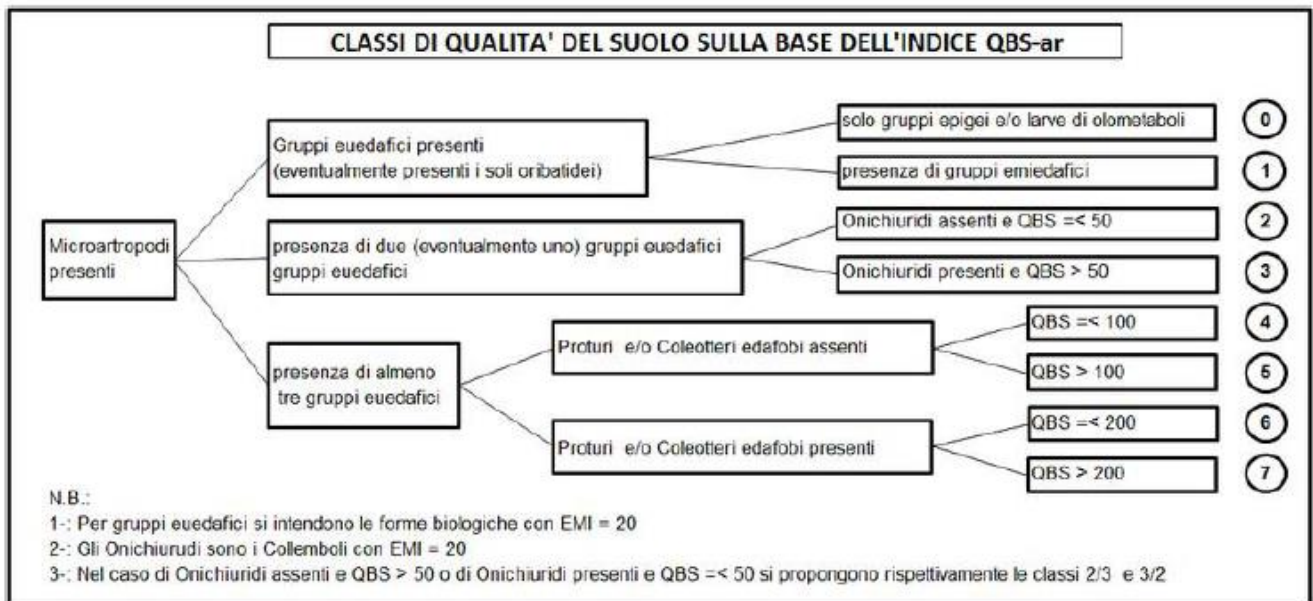 CLASSI DI QUALITA' DEL SUOLO SULLA BASE DELL'INDICE QBS-ar
Microartropodi
presenti
Gruppi euedafici presenti
(eventualmente presenti i soli oribatidei)
solo gruppi epigei e/o larve di olometaboli
0
presenza di gruppi emiedafici
1
presenza di due (eventualmente uno) gruppi euedafici
gruppi euedafici
Onichiuridi assenti e QBS =< 50
2
Onichiuridi presenti e QBS > 50
3
presenza di almeno
tre gruppi euedafici
Proturi e/o Coleotteri edafobi assenti
QBS =< 100
4
QBS > 100
5
Proturi e/o Coleotteri edafobi presenti
QBS =< 200
6
QBS > 200
7
N.B.:
1-: Per gruppi euedafici si intendono le forme biologiche con EMI = 20
2-: Gli Onichiurudi sono i Collemboli con EMI = 20
3-: Nel caso di Onichiuridi assenti e QBS > 50 o di Onichiuridi presenti e QBS =< 50 si propongono rispettivamente le classi 2/3 e 3/2